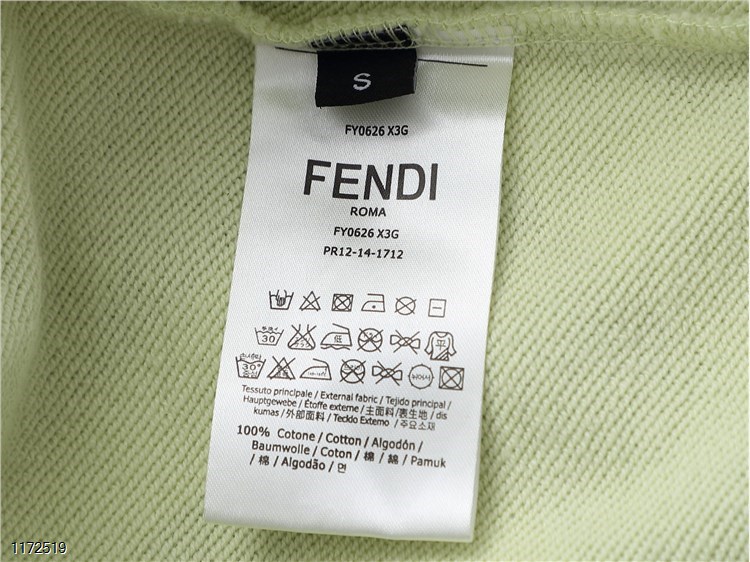 S
FY0626 X3G
FENDI
ROMA
FY0626 X3G
PR12-14-1712
30
30°
Tessuto principale / External fabric / Tejido principal /
Hauptgewebe / Étoffe externe / 主面料/表生地 / dis
kumas / 外部面料 / Tecido Externo / 주요소재
100% Cotone / Cotton / Algodón /
Baumwolle / Coton / 棉 / 綿 / Pamuk
/ 棉 / Algodão / 면
1172519